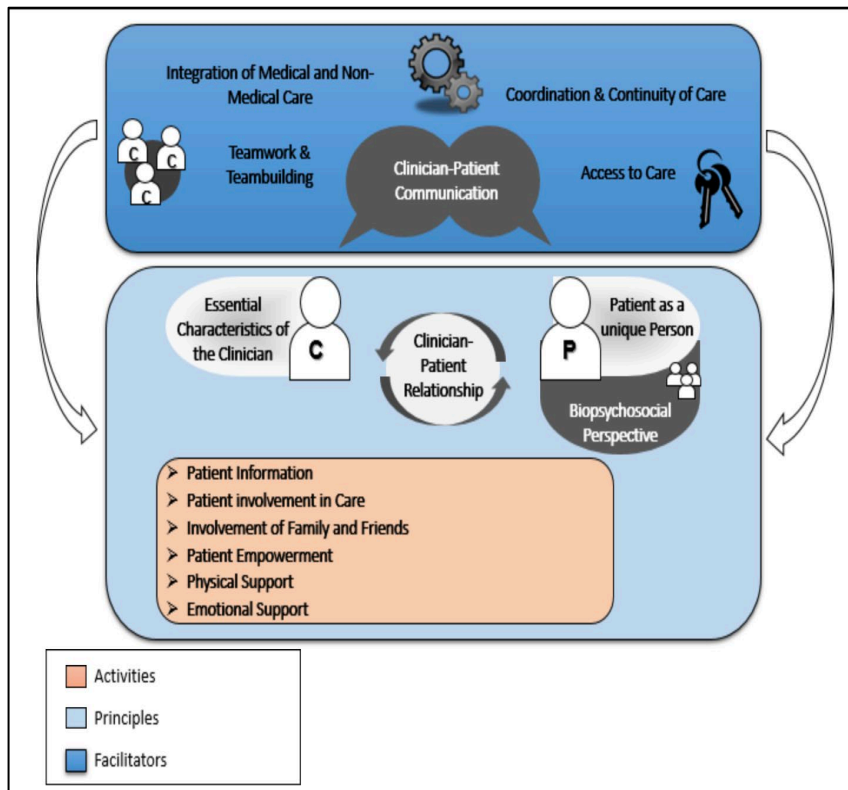 Integration of Medical and Non-
Medical Care
Coordination & Continuity of Care
C
C
C
Teamwork &
Teambuilding
Clinician-Patient
Communication
Access to Care
Essential
Characteristics of
the Clinician
C
Clinician-
Patient
Relationship
P
Patient as a
unique Person
Biopsychosocial
Perspective
Patient Information
Patient involvement in Care
Involvement of Family and Friends
Patient Empowerment
Physical Support
Emotional Support
Activities
Principles
Facilitators